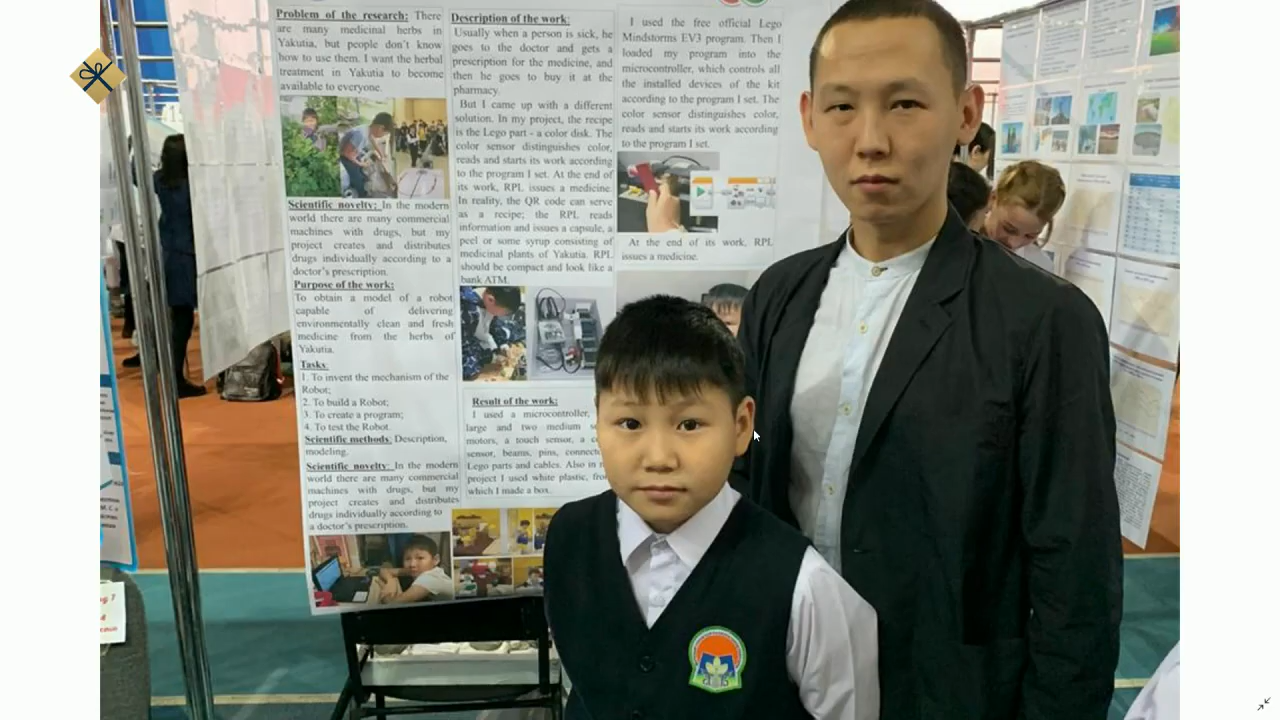 Problem of the research: There
are many medicinal herbs in
Yakutia, but people don't know
how to use them. I want the herbal
treatment in Yakutia to become
available to everyone.
Scientific novelty: In the modern
world there are many commercial
machines with drugs, but my
project creates and distributes
drugs individually according to a
doctor's prescription.
Purpose of the work:
To obtain a model of a robot
capable of delivering
environmentally clean and fresh
medicine from the herbs of
Yakutia.
Tasks
1. To invent the mechanism of the
Robot;
2. To build a Robot;
3. To create a program;
4. To test the Robot.
Scientific methods: Description,
modeling.
Scientific novelty: In the modern
world there are many commercial
machines with drugs, but my
project creates and distributes
drugs individually according to
a doctor's prescription.
Description of the work:
Usually when a person is sick, he
goes to the doctor and gets a
prescription for the medicine, and
then he goes to buy it at the
pharmacy.
But I came up with a different
solution. In my project, the recipe
is the Lego part - a color disk. The
color sensor distinguishes color,
reads and starts its work according
to the program I set. At the end of
its work, RPL issues a medicine.
In reality, the QR code can serve
as a recipe; the RPL reads
information and issues a capsule, a
peel or some syrup consisting of
medicinal plants of Yakutia. RPL
should be compact and look like a
bank ATM.
Result of the work:
I used a microcontroller,
large and two medium
motors, a touch sensor, a
sensor, beams, pins,
Lego parts and cables. Also in
project I used white plastic,
which I made a box.
I used the free official Lego
Mindstorms EV3 program. Then I
loaded my program into the
microcontroller, which controls all
the installed devices of the kit
according to the program I set. The
color sensor distinguishes color,
reads and starts its work according
to the program I set.
At the end of its work, RPL
issues a medicine.